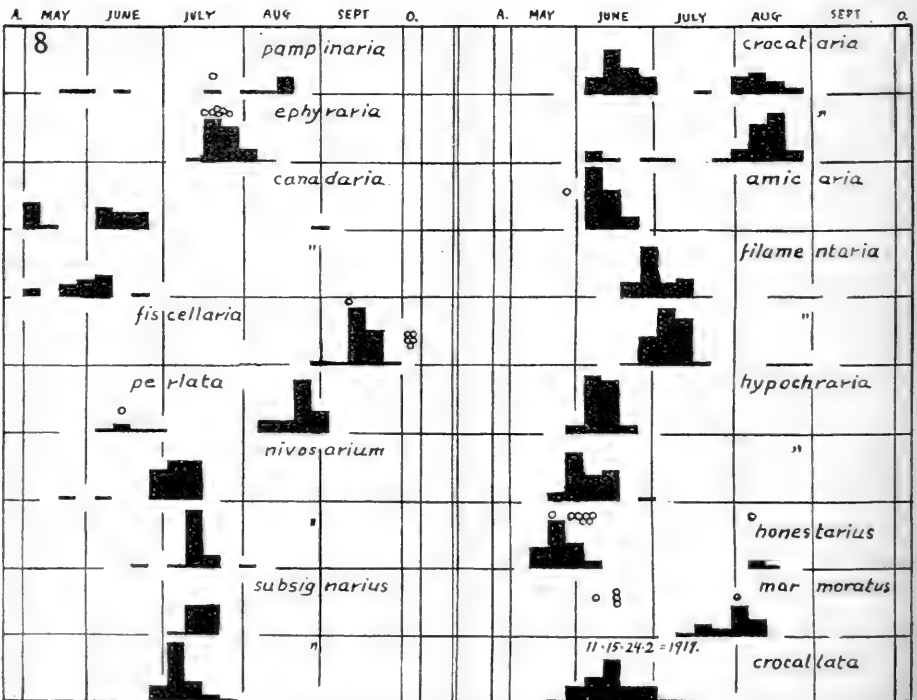 A. MAY JUNE JULY AUG SEPT O.
8
pampinaria
ephyraria
canadaria
"
fiscellaria
perlata
nivosarium
"
subsignarius
"
A. MAY JUNE JULY AUG SEPT. O.
crocataria
"
amicaria
filamentaria
"
hypochraria
"
honestarius
marmoratus
11-15-24-2 = 1919.
crocallata